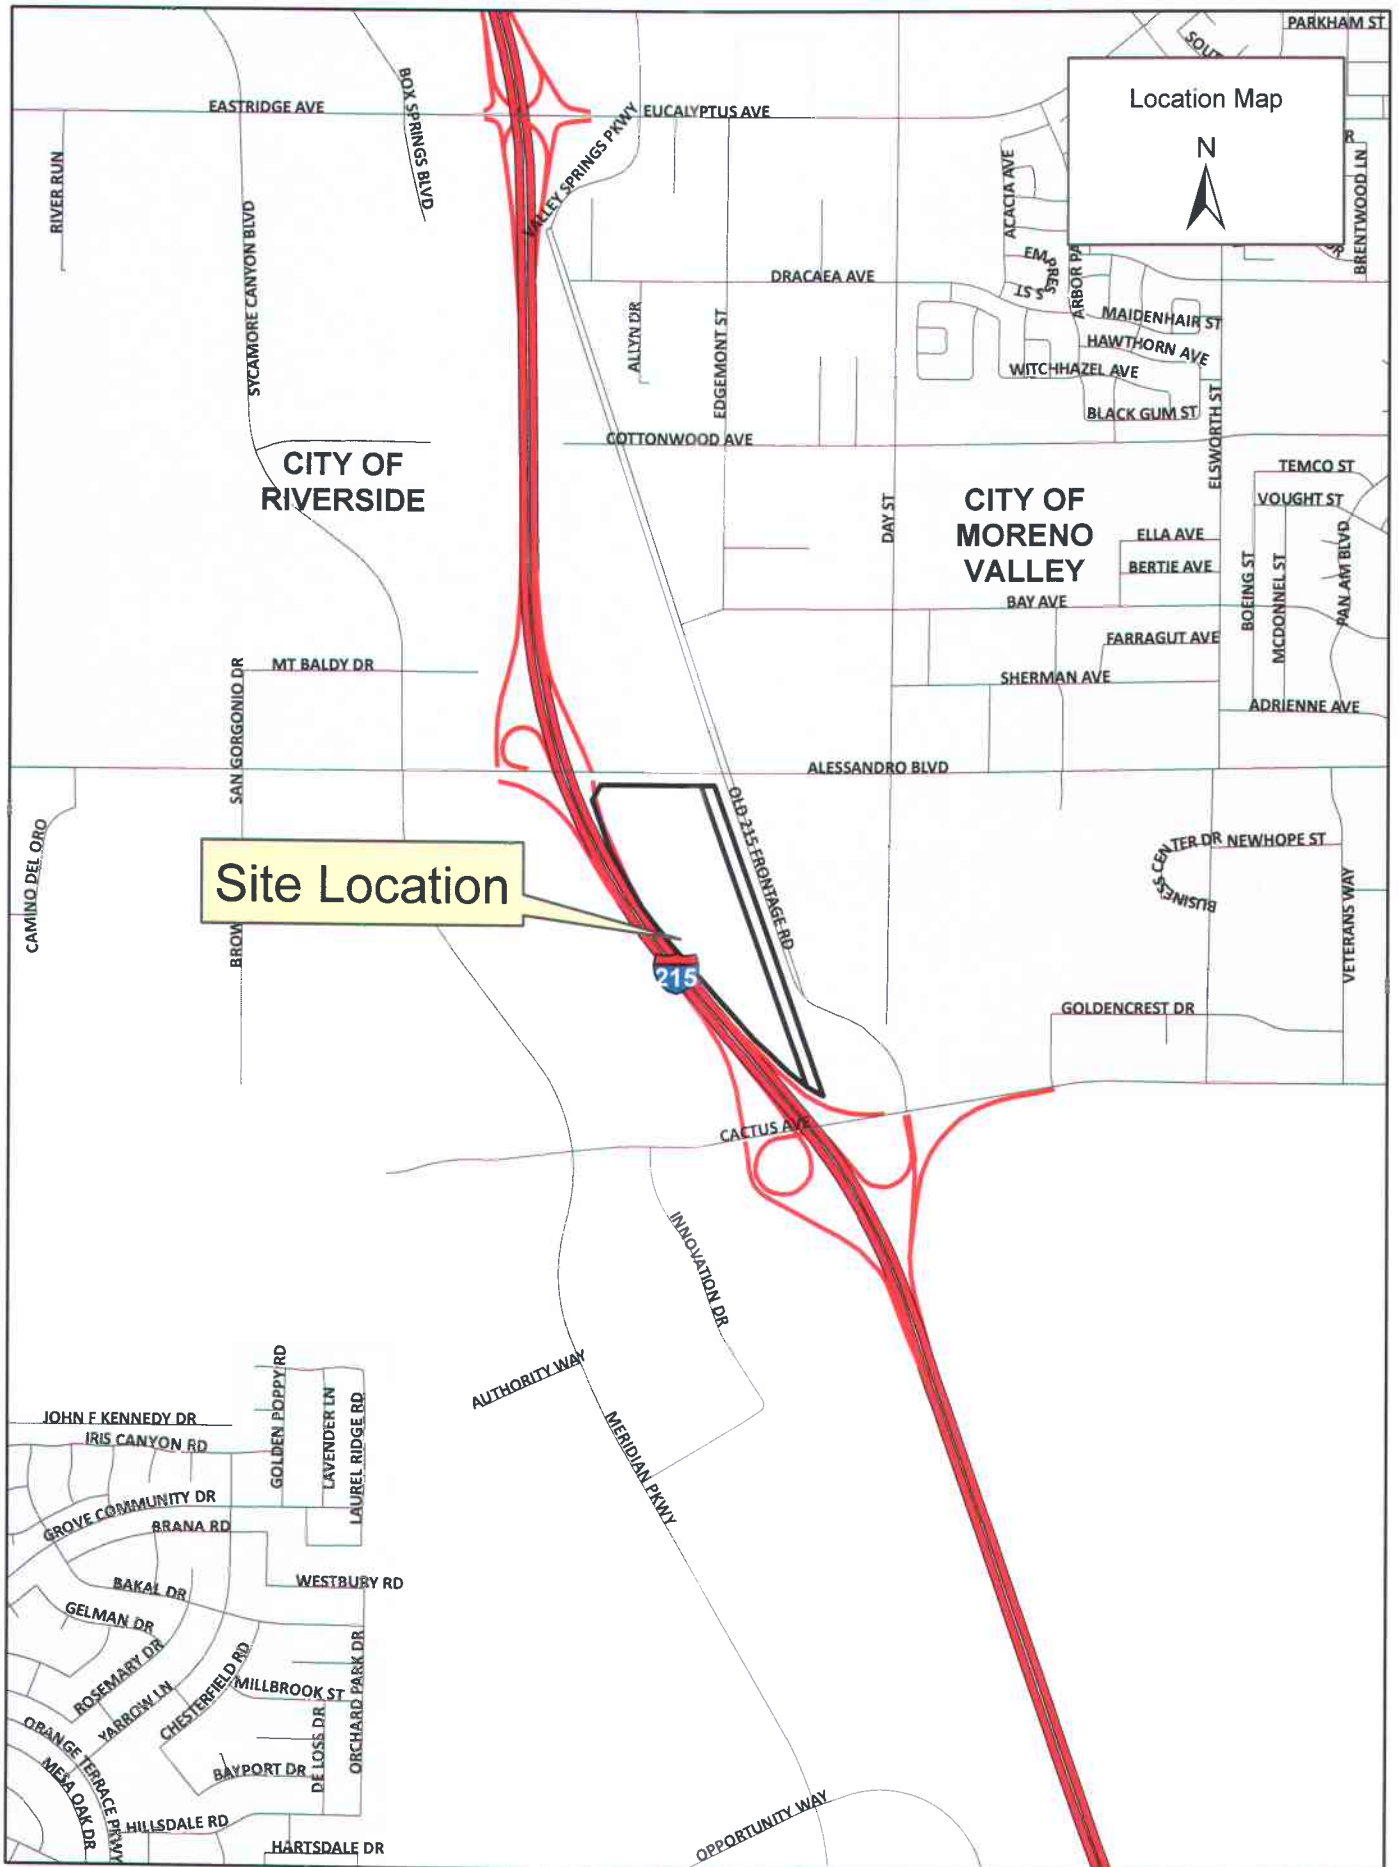 PARKHAM ST
Location Map
N
EASTRIDGE AVE
BOX SPRINGS BLVD
EUCALYPTUS AVE
RIVER RUN
VALLEY SPRINGS PKWY
ACACIA AVE
BRENTWOOD LN
SYCAMORE CANYON BLVD
DRACAEA AVE
EMPRESS ST
MAIDENHAIR ST
ALLYN DR
EDGEMONT ST
HAWTHORN AVE
WITCHHAZEL AVE
BLACK GUM ST
COTTONWOOD AVE
ELSWORTH ST
CITY OF
RIVERSIDE
TEMCO ST
VOUGHT ST
DAY ST
CITY OF
MORENO
VALLEY
ELLA AVE
BERTIE AVE
BOEING ST
MCDONNEL ST
PAN AM BLVD
BAY AVE
FARRAGUT AVE
SAN GORGONIO DR
MT BALDY DR
SHERMAN AVE
ADRIENNE AVE
ALESSANDRO BLVD
OLD 215 FRONTAGE RD
CAMINO DEL ORO
BUSINESS CENTER DR
NEWHOPE ST
Site Location
BROW
VETERANS WAY
215
GOLDENCREST DR
CACTUS AVE
INNOVATION DR
AUTHORITY WAY
MERIDIAN PKWY
GOLDEN POPPY RD
LAVENDER LN
LAUREL RIDGE RD
JOHN F KENNEDY DR
IRIS CANYON RD
GROVE COMMUNITY DR
BRANA RD
BAKAL DR
WESTBURY RD
GELMAN DR
ROSEMARY DR
YARROW LN
CHESTERFIELD RD
MILLBROOK ST
ORCHARD PARK DR
ORANGE TERRACE PKWY
MESA OAK DR
DE LOSS DR
BAYPORT DR
HILLSDALE RD
HARTSDALE DR
OPPORTUNITY WAY